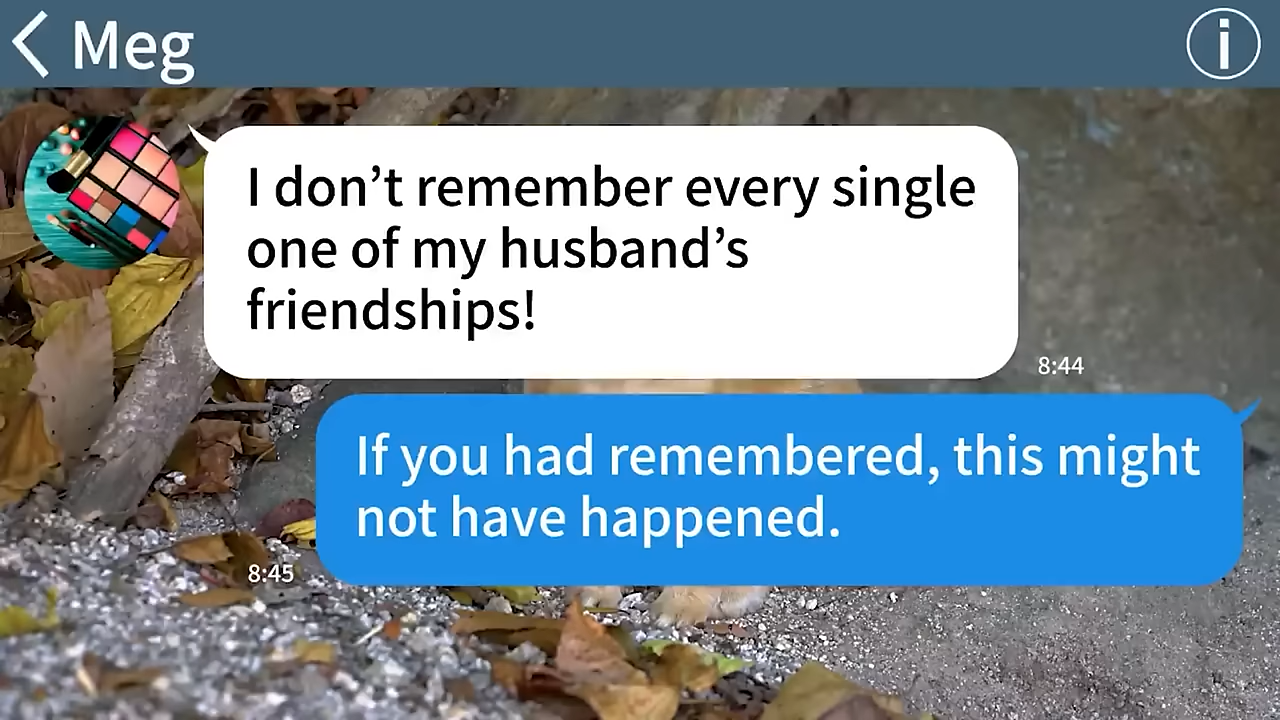 Meg
I don’t remember every single
one of my husband’s
friendships!
8:44
If you had remembered, this might
not have happened.
8:45